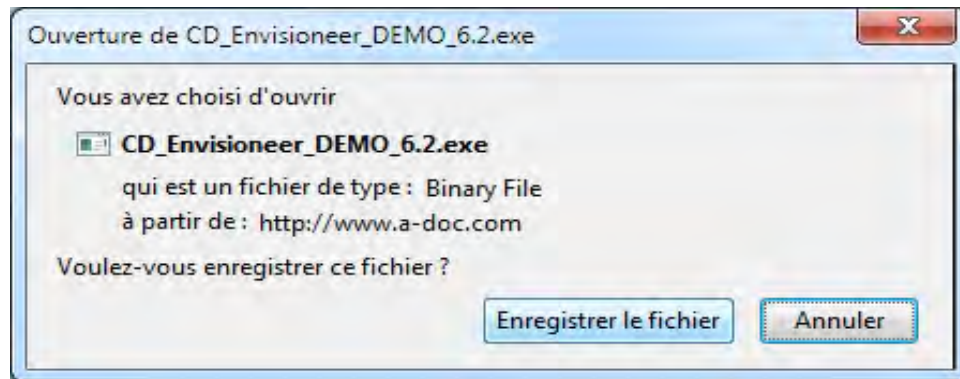 Ouverture de CD_Envisioneer_DEMO_6.2.exe
Vous avez choisi d'ouvrir
CD_Envisioneer_DEMO_6.2.exe
qui est un fichier de type : Binary File
à partir de : http://www.a-doc.com
Voulez-vous enregistrer ce fichier ?
Enregistrer le fichier Annuler